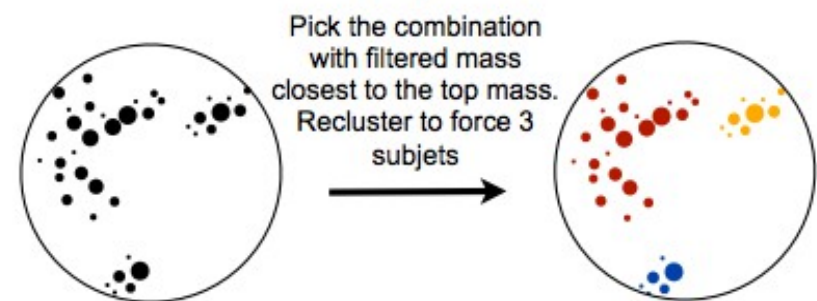 Pick the combination
with filtered mass
closest to the top mass.
Recluster to force 3
subjets